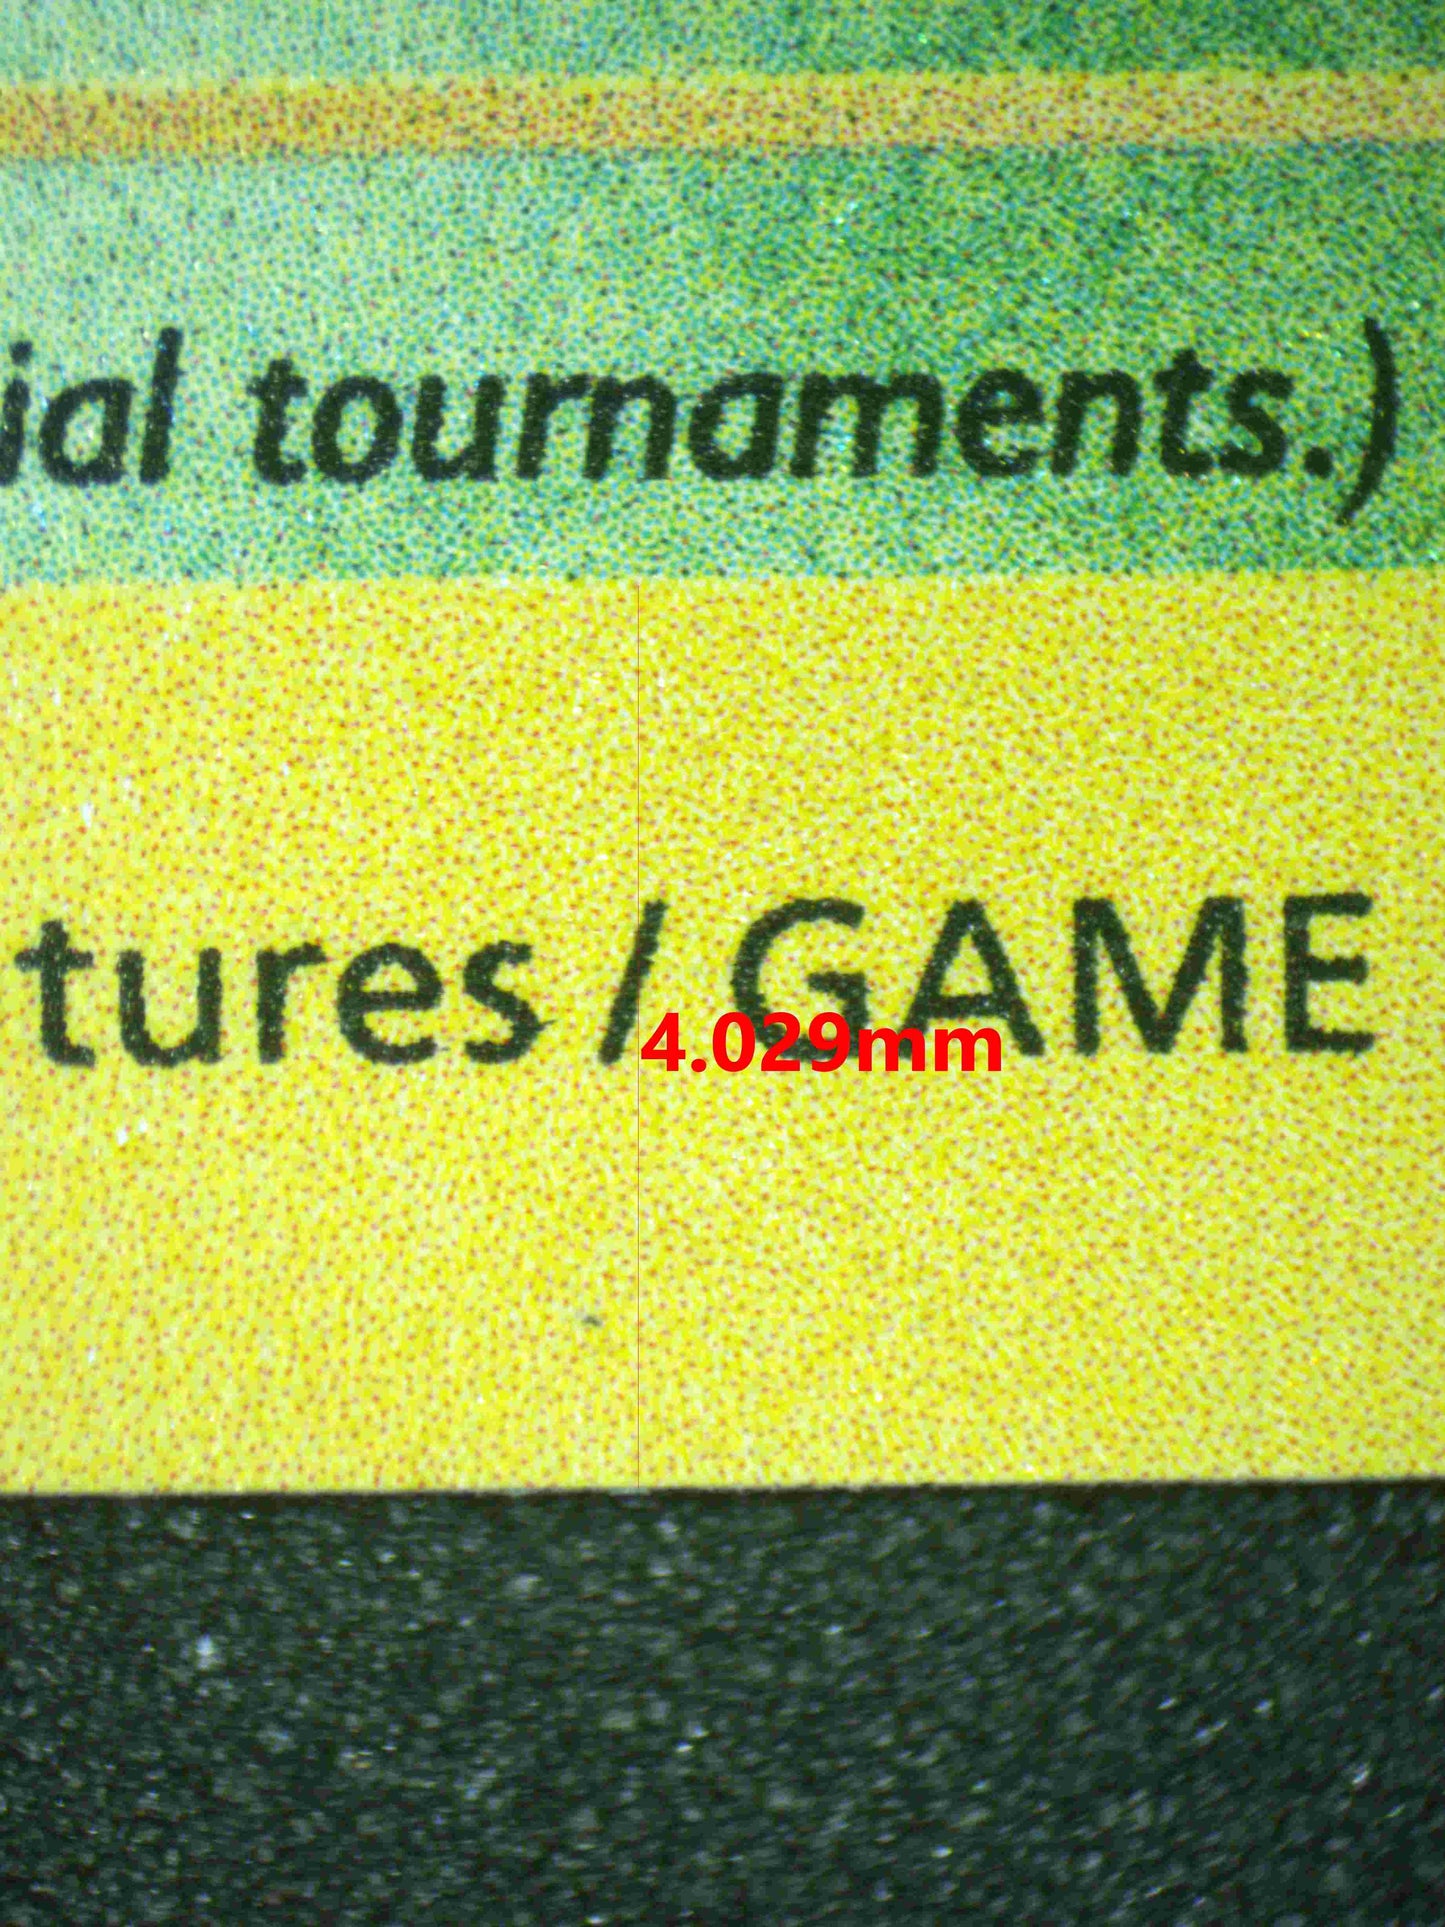 ial tournaments.)
tures / GAME
4.029mm